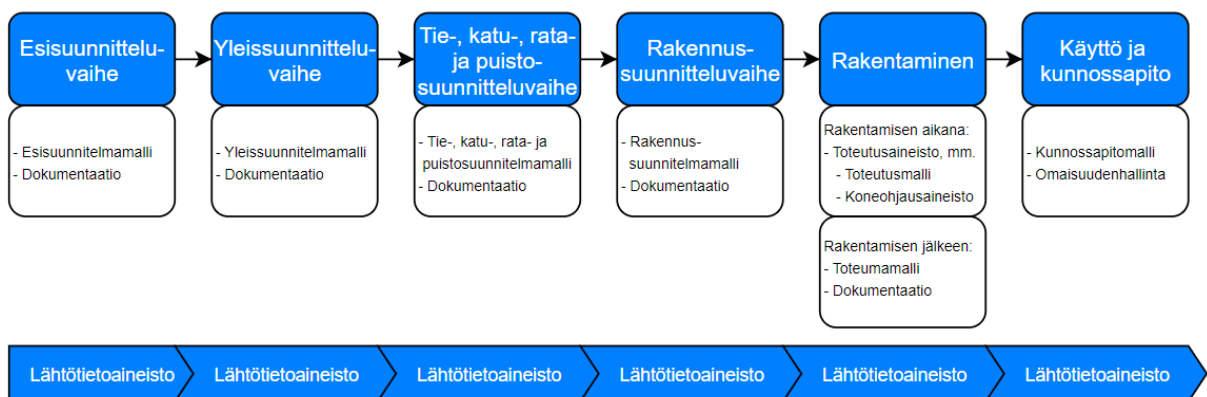 Esisuunnittelu-
vaihe
- Esisuunnitelmamalli
- Dokumentaatio
Yleissuunnittelu-
vaihe
- Yleissuunnitelmamalli
- Dokumentaatio
Tie-, katu-, rata-
ja puisto-
suunnitteluvaihe
- Tie-, katu-, rata- ja
puistosuunnitelmamalli
- Dokumentaatio
Rakennus-
suunnitteluvaihe
- Rakennus-
suunnitelmamalli
- Dokumentaatio
Rakentaminen
Rakentamisen aikana:
- Toteutusaineisto, mm.
- Toteutusmalli
- Koneohjausaineisto
Rakentamisen jälkeen:
- Toteumamalli
- Dokumentaatio
Käyttö ja
kunnossapito
- Kunnossapitomalli
- Omaisuudenhallinta
Lähtötietoaineisto
Lähtötietoaineisto
Lähtötietoaineisto
Lähtötietoaineisto
Lähtötietoaineisto
Lähtötietoaineisto